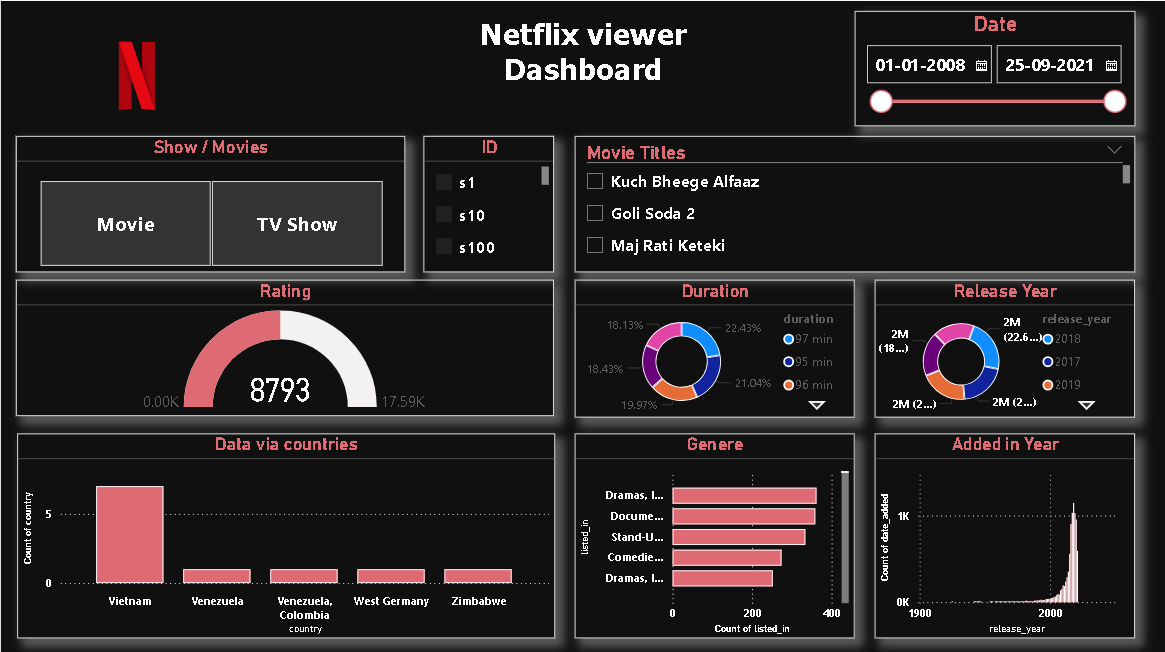 Netflix viewer
Dashboard
Date
01-01-2008
25-09-2021
Show / Movies
Movie
TV Show
ID
s1
s10
s100
Movie Titles
Kuch Bheege Alfaaz
Goli Soda 2
Maj Rati Keteki
Rating
8793
0.00K
17.59K
Duration
18.13%
22.43%
18.43%
21.04%
19.97%
duration
97 min
95 min
96 min
Release Year
2M
(22.6...)
2M
(18...)
2M (2...)
2M (2...)
release_year
2018
2017
2019
Data via countries
Count of country
5
0
Vietnam
Venezuela
Venezuela,
Colombia
West Germany
Zimbabwe
country
Genere
listed_in
Dramas, I...
Docume...
Stand-U...
Comedie...
Dramas, I...
0
200
400
Count of listed_in
Added in Year
Count of date_added
1K
0K
1900
2000
release_year